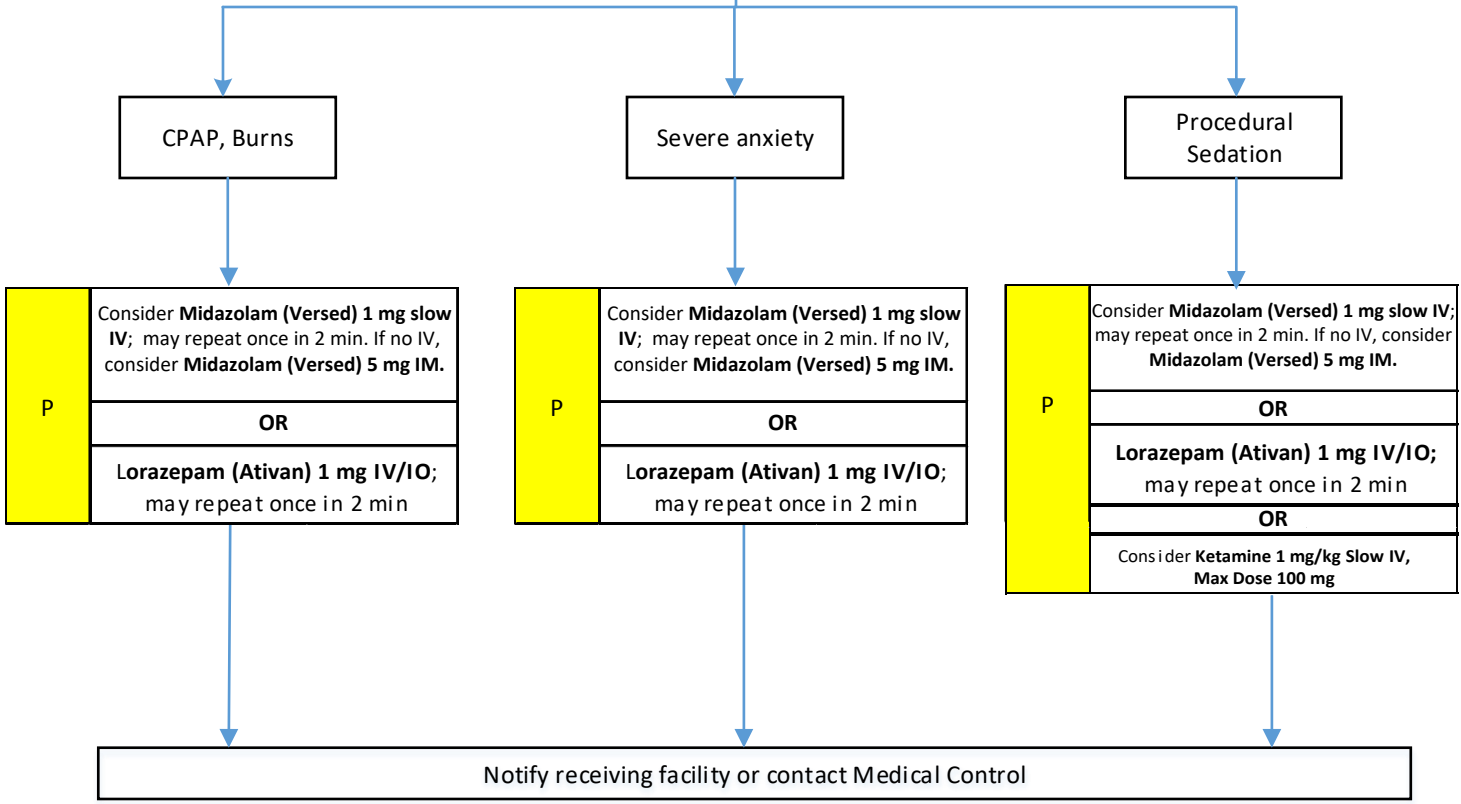 CPAP, Burns
Severe anxiety
Procedural
Sedation
P
Consider Midazolam (Versed) 1 mg slow
IV; may repeat once in 2 min. If no IV,
consider Midazolam (Versed) 5 mg IM.
OR
Lorazepam (Ativan) 1 mg IV/IO;
may repeat once in 2 min
P
Consider Midazolam (Versed) 1 mg slow
IV; may repeat once in 2 min. If no IV,
consider Midazolam (Versed) 5 mg IM.
OR
Lorazepam (Ativan) 1 mg IV/IO;
may repeat once in 2 min
P
Consider Midazolam (Versed) 1 mg slow IV;
may repeat once in 2 min. If no IV, consider
Midazolam (Versed) 5 mg IM.
OR
Lorazepam (Ativan) 1 mg IV/IO;
may repeat once in 2 min
OR
Consider Ketamine 1 mg/kg Slow IV,
Max Dose 100 mg
Notify receiving facility or contact Medical Control